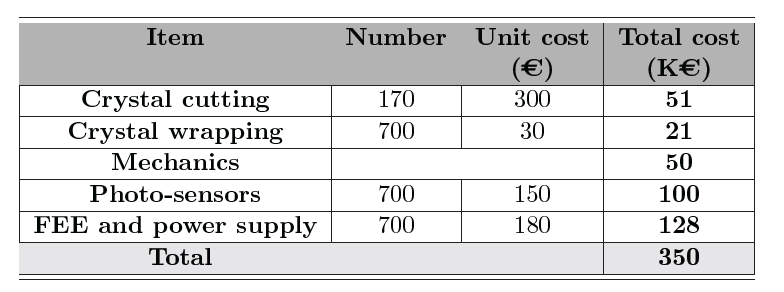 Item Number Unit cost Total cost
(€) (K€)
Crystal cutting 170 300 51
Crystal wrapping 700 30 21
Mechanics 50
Photo-sensors 700 150 100
FEE and power supply 700 180 128
Total 350